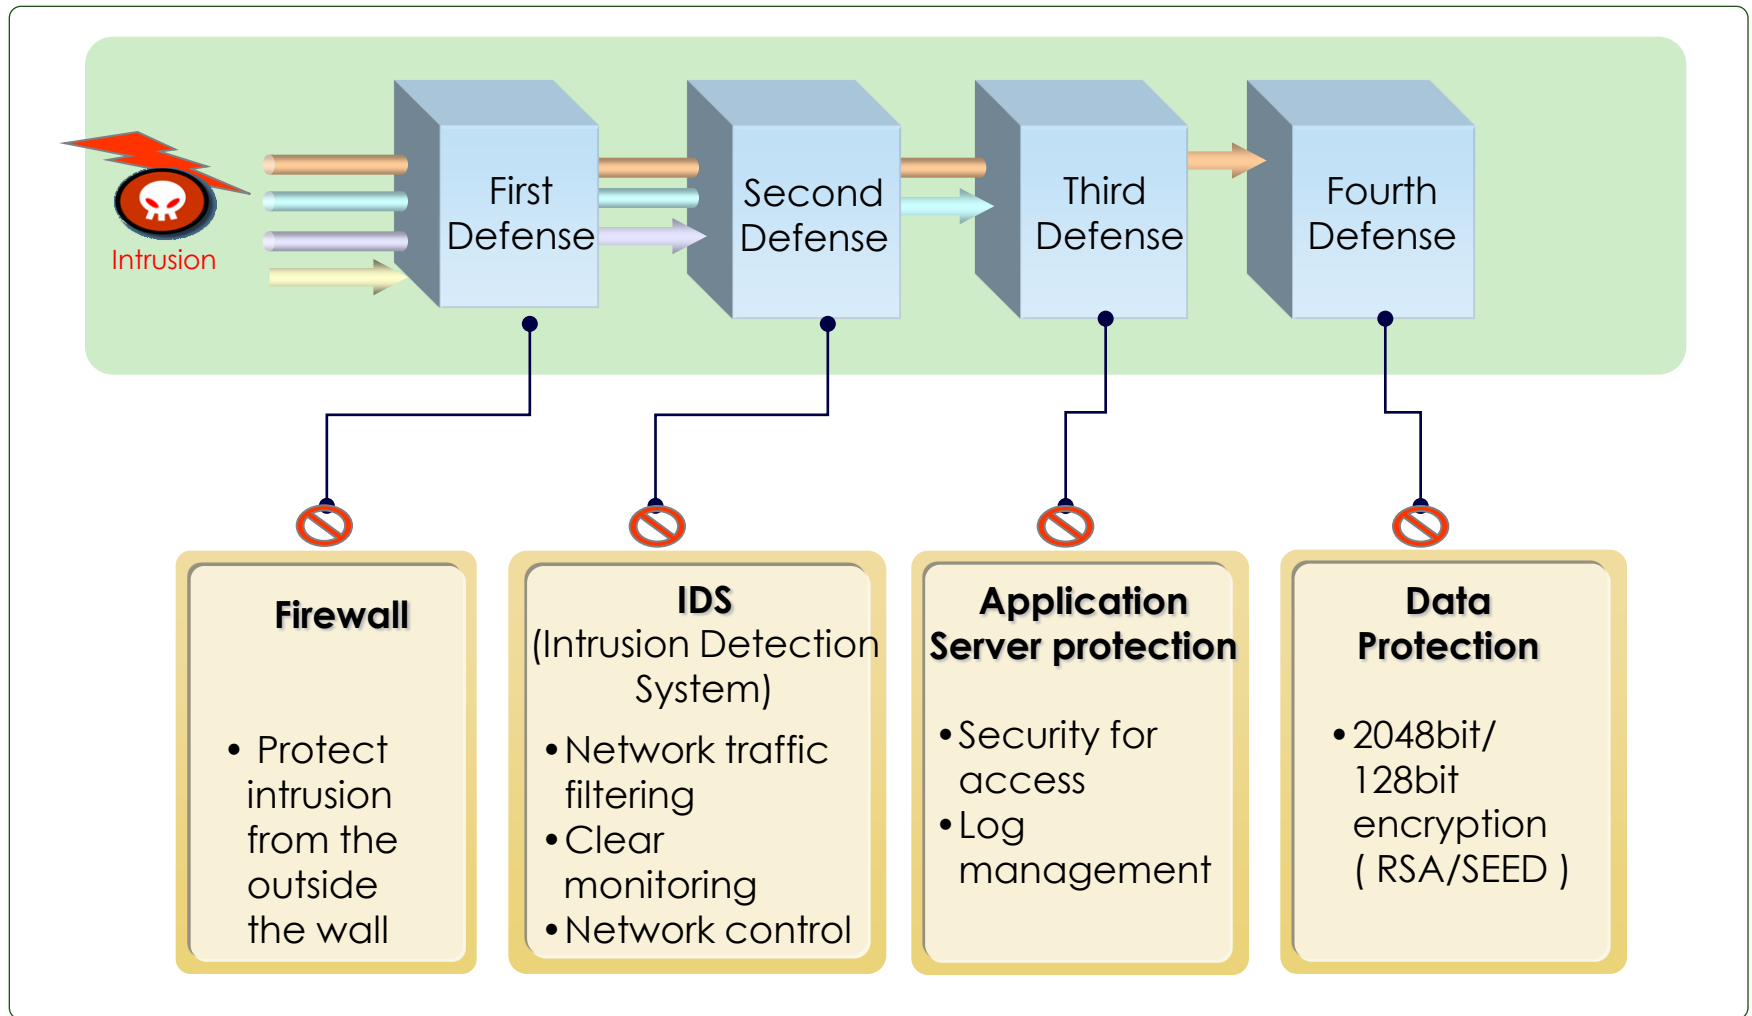 Intrusion
First
Defense
Second
Defense
Third
Defense
Fourth
Defense
Firewall
• Protect
intrusion
from the
outside
the wall
IDS
(Intrusion Detection
System)
•Network traffic
filtering
•Clear
monitoring
•Network control
Application
Server protection
•Security for
access
•Log
management
Data
Protection
•2048bit/
128bit
encryption
( RSA/SEED )